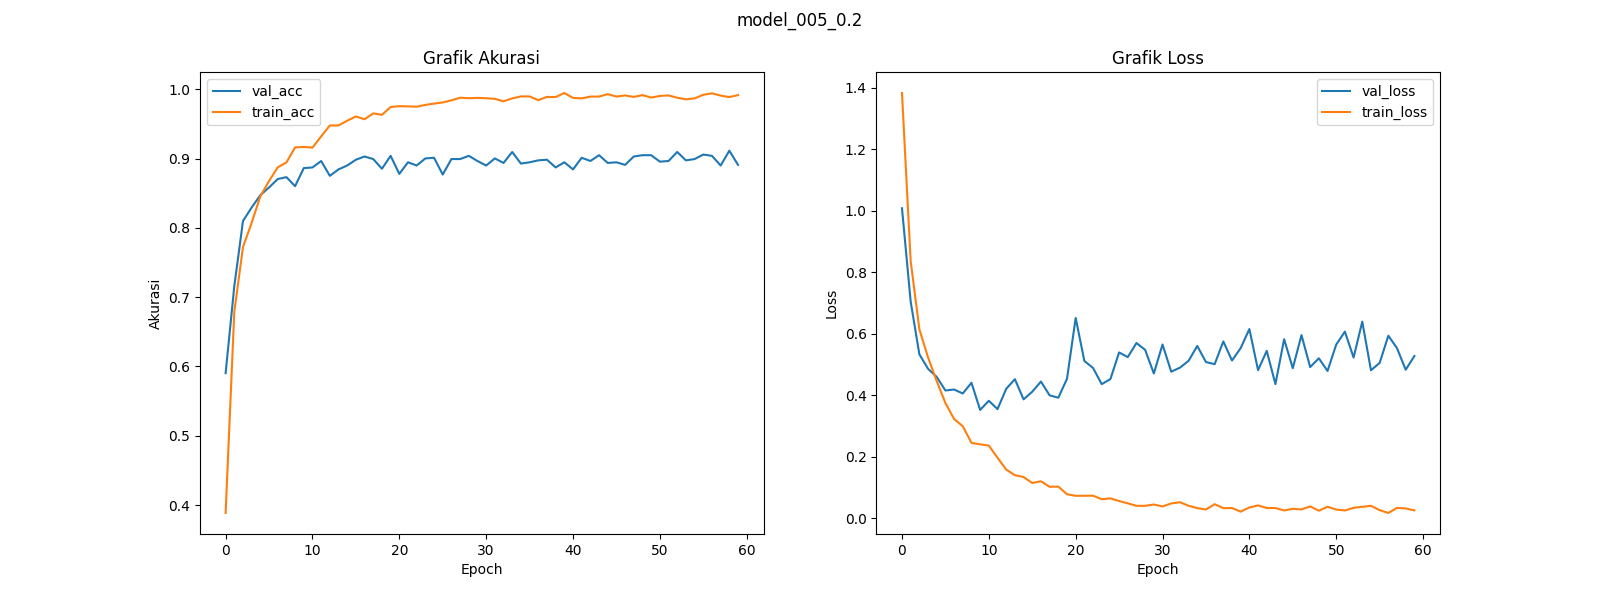 model_005_0.2
Grafik Akurasi
val_acc
train_acc
1.0
0.9
0.8
0.7
0.6
0.5
0.4
Akurasi
0 10 20 30 40 50 60
Epoch
Grafik Loss
val_loss
train_loss
1.4
1.2
1.0
0.8
0.6
0.4
0.2
0.0
Loss
0 10 20 30 40 50 60
Epoch